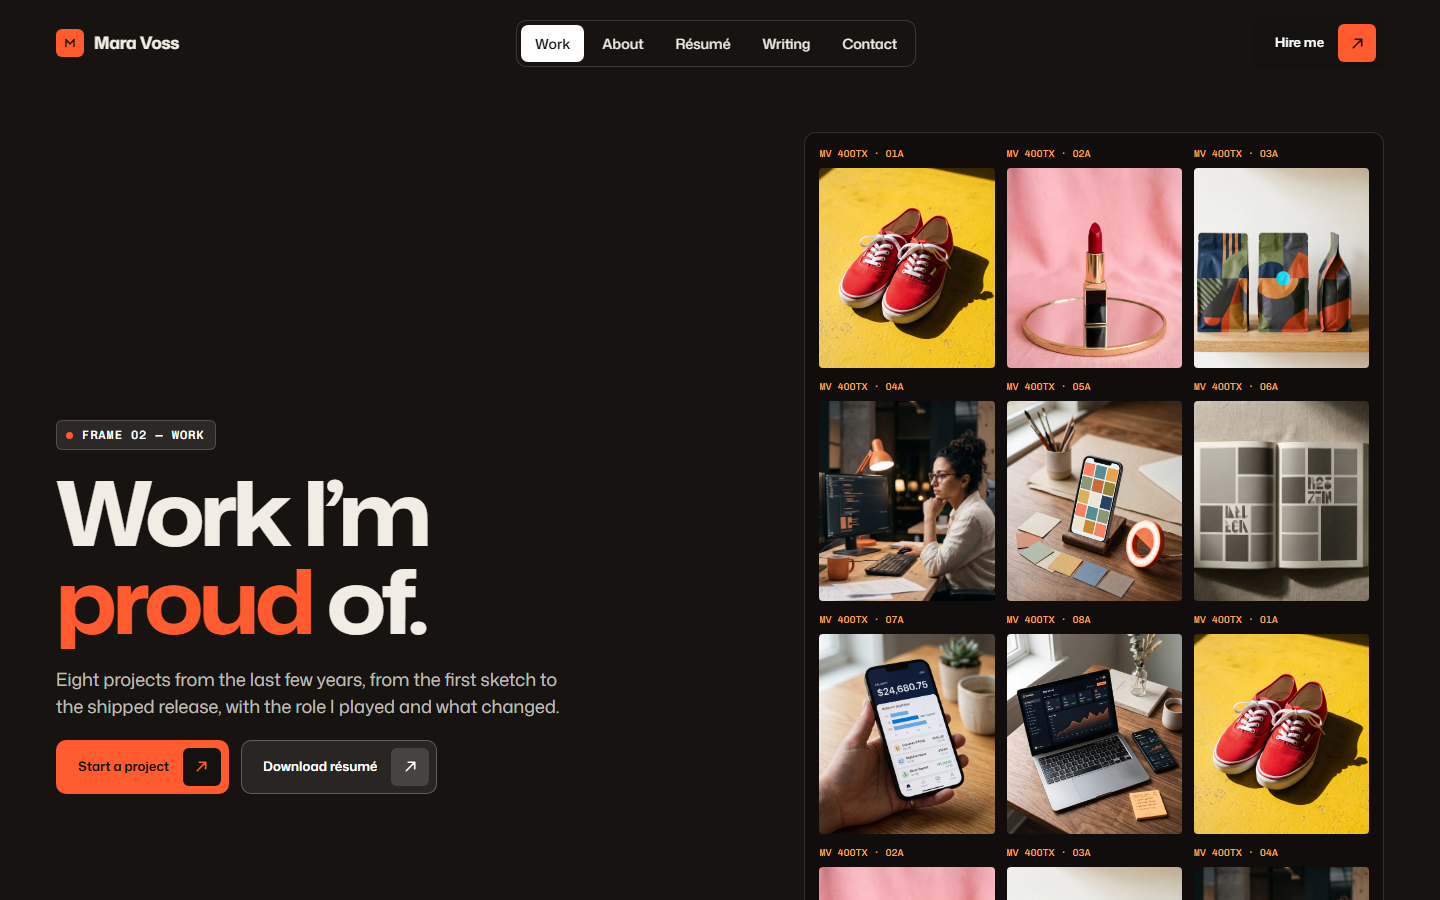 M Mara Voss
Work About Résumé Writing Contact
Hire me
FRAME 02 — WORK
Work I’m
proud of.
Eight projects from the last few years, from the first sketch to
the shipped release, with the role I played and what changed.
Start a project
Download résumé
MV 400TX · 01A
MV 400TX · 02A
MV 400TX · 03A
MV 400TX · 04A
MV 400TX · 05A
MV 400TX · 06A
MV 400TX · 07A
$24,680.75
MV 400TX · 08A
MV 400TX · 01A
MV 400TX · 02A
MV 400TX · 03A
MV 400TX · 04A